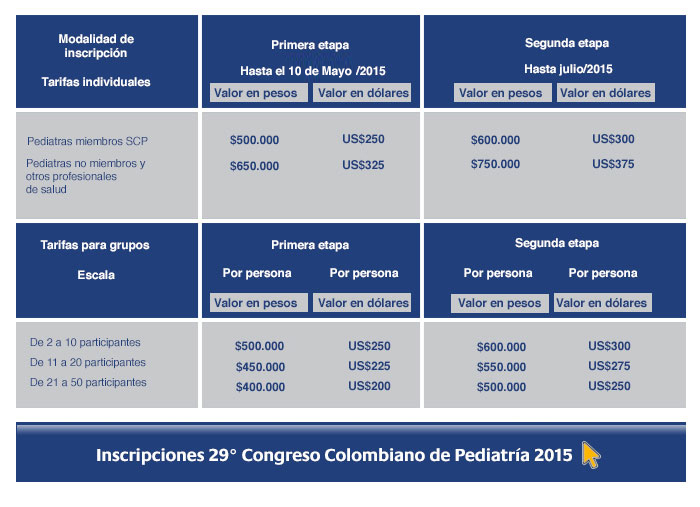 Modalidad de
inscripción
Tarifas individuales
Primera etapa
Hasta el 10 de Mayo /2015
Valor en pesos Valor en dólares
Segunda etapa
Hasta julio/2015
Valor en pesos Valor en dólares
Pediatras miembros SCP $500.000 US$250 $600.000 US$300
Pediatras no miembros y
otros profesionales
de salud
$650.000 US$325 $750.000 US$375
Tarifas para grupos
Escala
Primera etapa
Por persona Por persona
Valor en pesos Valor en dólares
Segunda etapa
Por persona Por persona
Valor en pesos Valor en dólares
De 2 a 10 participantes $500.000 US$250 $600.000 US$300
De 11 a 20 participantes $450.000 US$225 $550.000 US$275
De 21 a 50 participantes $400.000 US$200 $500.000 US$250
Inscripciones 29° Congreso Colombiano de Pediatría 2015